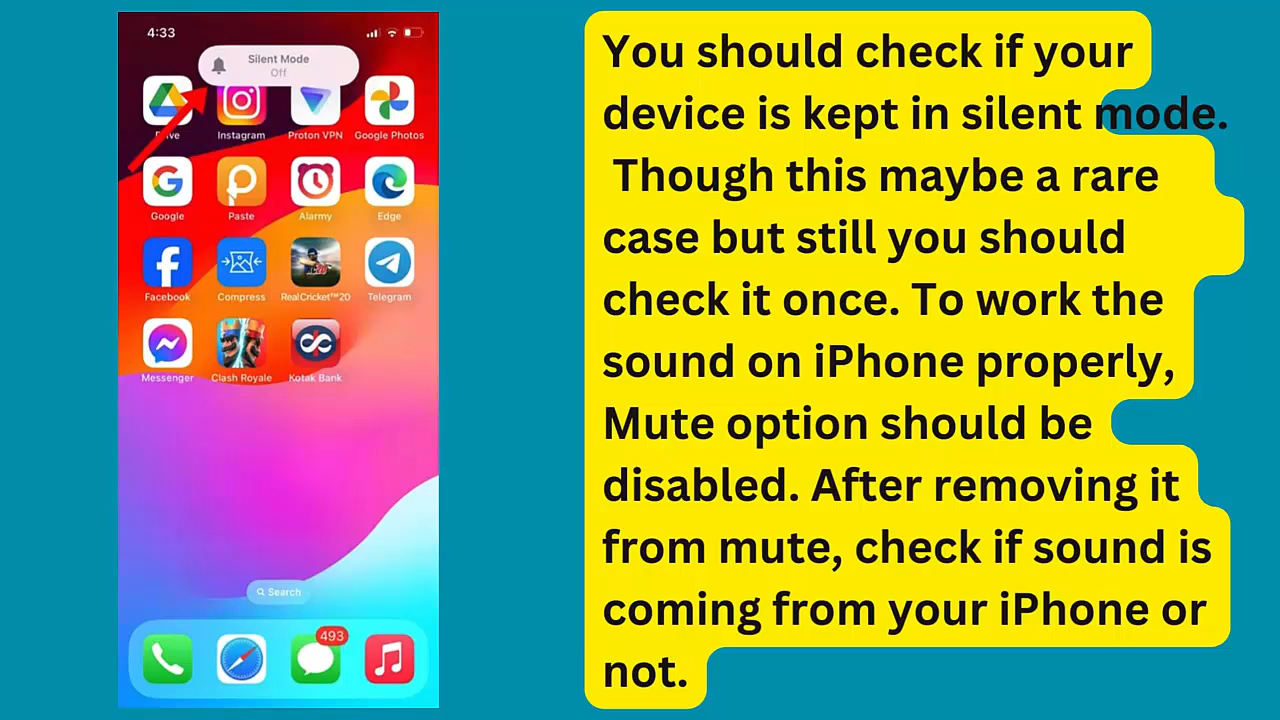 4:33
Silent Mode
Off
Drive
Instagram
Proton VPN
Google Photos
Google
Paste
Alarmy
Edge
Facebook
Compress
RealCricket™20
Telegram
Messenger
Clash Royale
Kotak Bank
Search
493
You should check if your
device is kept in silent mode.
Though this maybe a rare
case but still you should
check it once. To work the
sound on iPhone properly,
Mute option should be
disabled. After removing it
from mute, check if sound is
coming from your iPhone or
not.